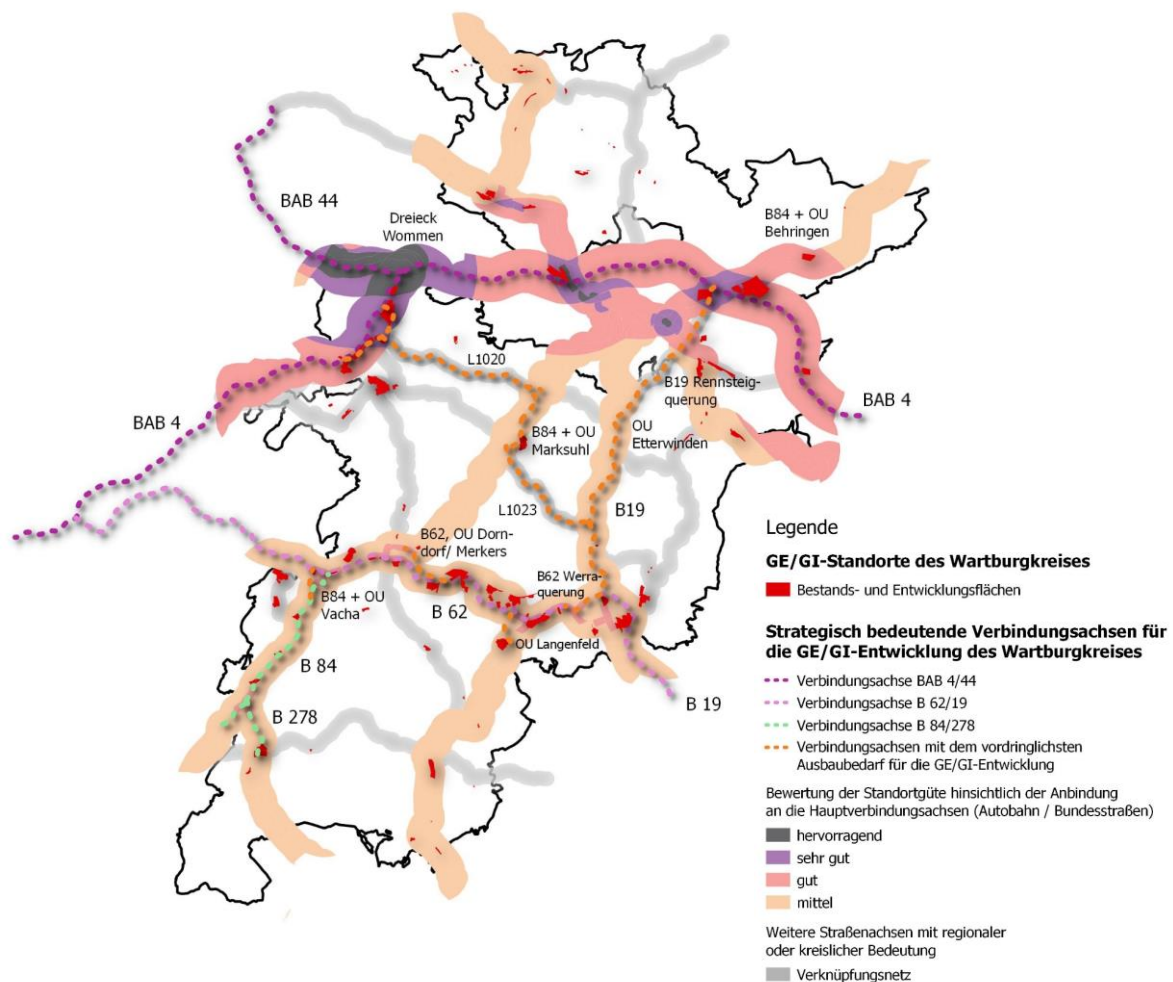 BAB 44
Dreieck
Wommen
B84 + OU
Behringen
L1020
B19 Rennsteig-
querung
BAB 4
BAB 4
OU
Etterwinden
B84 + OU
Marksuhl
L1023
B19
B62, OU Dorn-
dorf/ Merkers
B62 Werra-
querung
B84 + OU
Vacha
B 62
OU Langenfeld
B 84
B 19
B 278
Legende
GE/GI-Standorte des Wartburgkreises
Bestands- und Entwicklungsflächen
Strategisch bedeutende Verbindungsachsen für
die GE/GI-Entwicklung des Wartburgkreises
Verbindungsachse BAB 4/44
Verbindungsachse B 62/19
Verbindungsachse B 84/278
Verbindungsachsen mit dem vordringlichsten
Ausbaubedarf für die GE/GI-Entwicklung
Bewertung der Standortgüte hinsichtlich der Anbindung
an die Hauptverbindungsachsen (Autobahn / Bundesstraßen)
hervorragend
sehr gut
gut
mittel
Weitere Straßenachsen mit regionaler
oder kreislicher Bedeutung
Verknüpfungsnetz